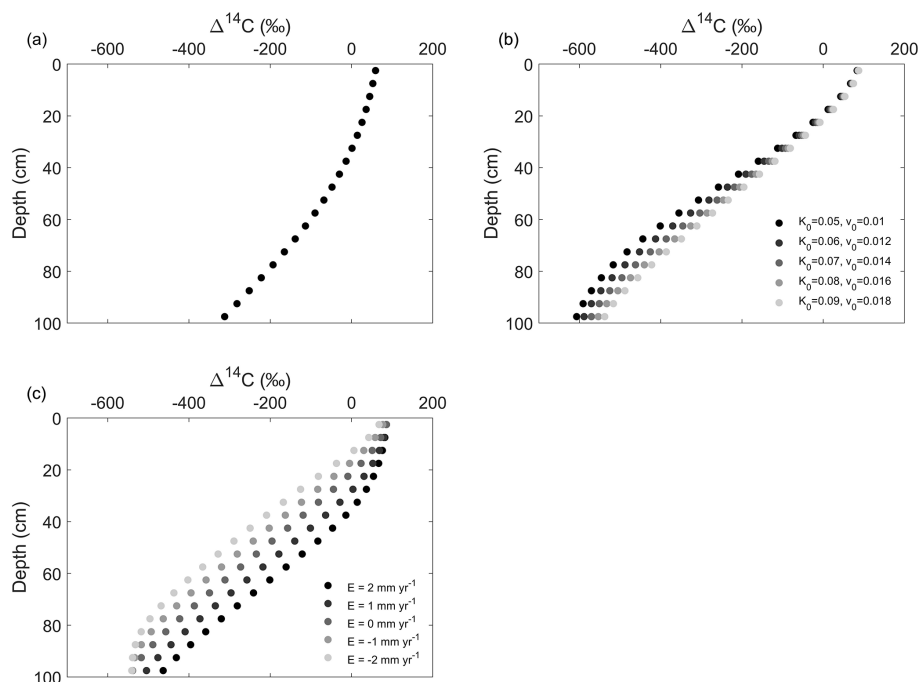 Δ¹⁴C (‰) Δ¹⁴C (‰)
(a) (b)
-600 -400 -200 0 200 -600 -400 -200 0 200
0 0
20 20
40 40
60 60
80 80
100 100
Depth (cm) Depth (cm)
K₀=0.05, v₀=0.01
K₀=0.06, v₀=0.012
K₀=0.07, v₀=0.014
K₀=0.08, v₀=0.016
K₀=0.09, v₀=0.018
Δ¹⁴C (‰)
(c)
-600 -400 -200 0 200
0
20
40
60
80
100
Depth (cm)
E = 2 mm yr⁻¹
E = 1 mm yr⁻¹
E = 0 mm yr⁻¹
E = -1 mm yr⁻¹
E = -2 mm yr⁻¹